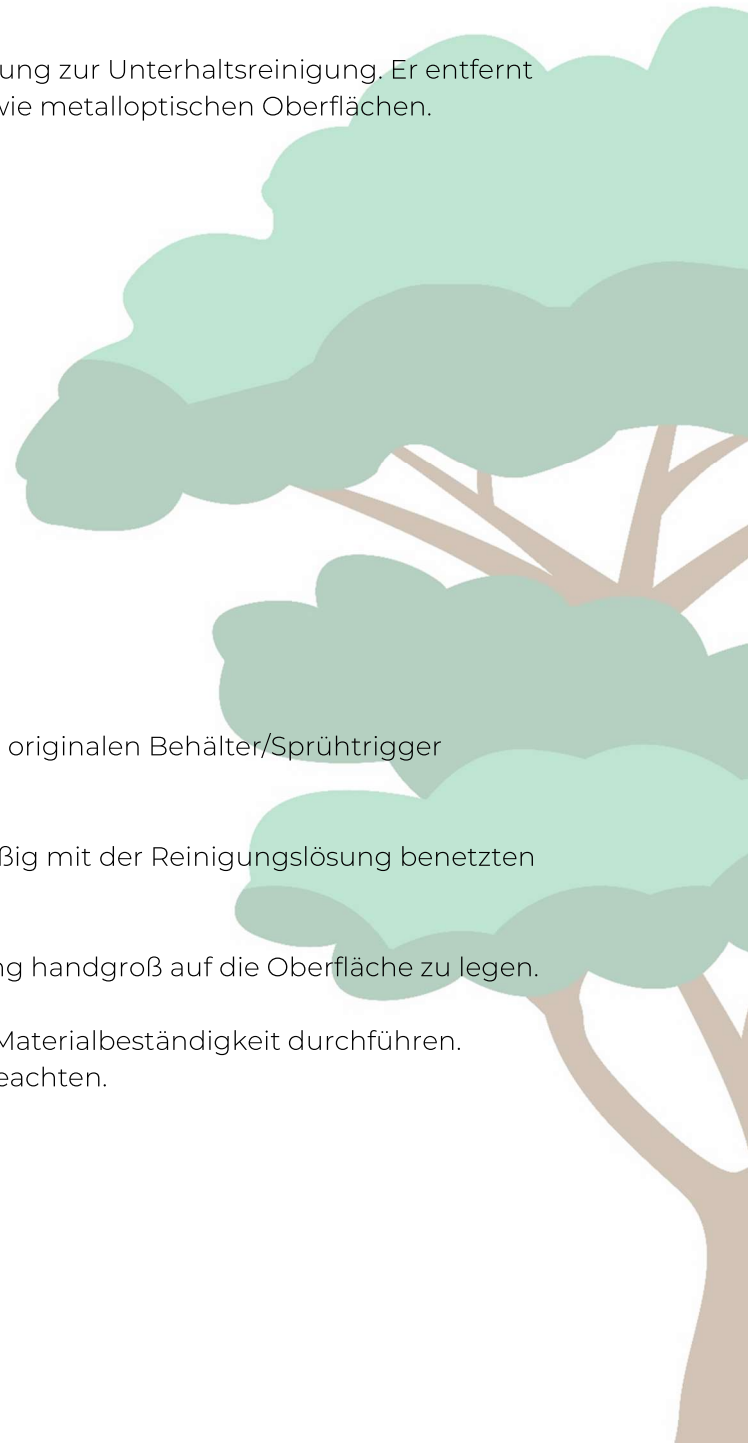 ung zur Unterhaltsreinigung. Er entfernt
wie metalloptischen Oberflächen.
originalen Behälter/Sprühtrigger
ßig mit der Reinigungslösung benetzten
ng handgroß auf die Oberfläche zu legen.
Materialbeständigkeit durchführen.
eachten.